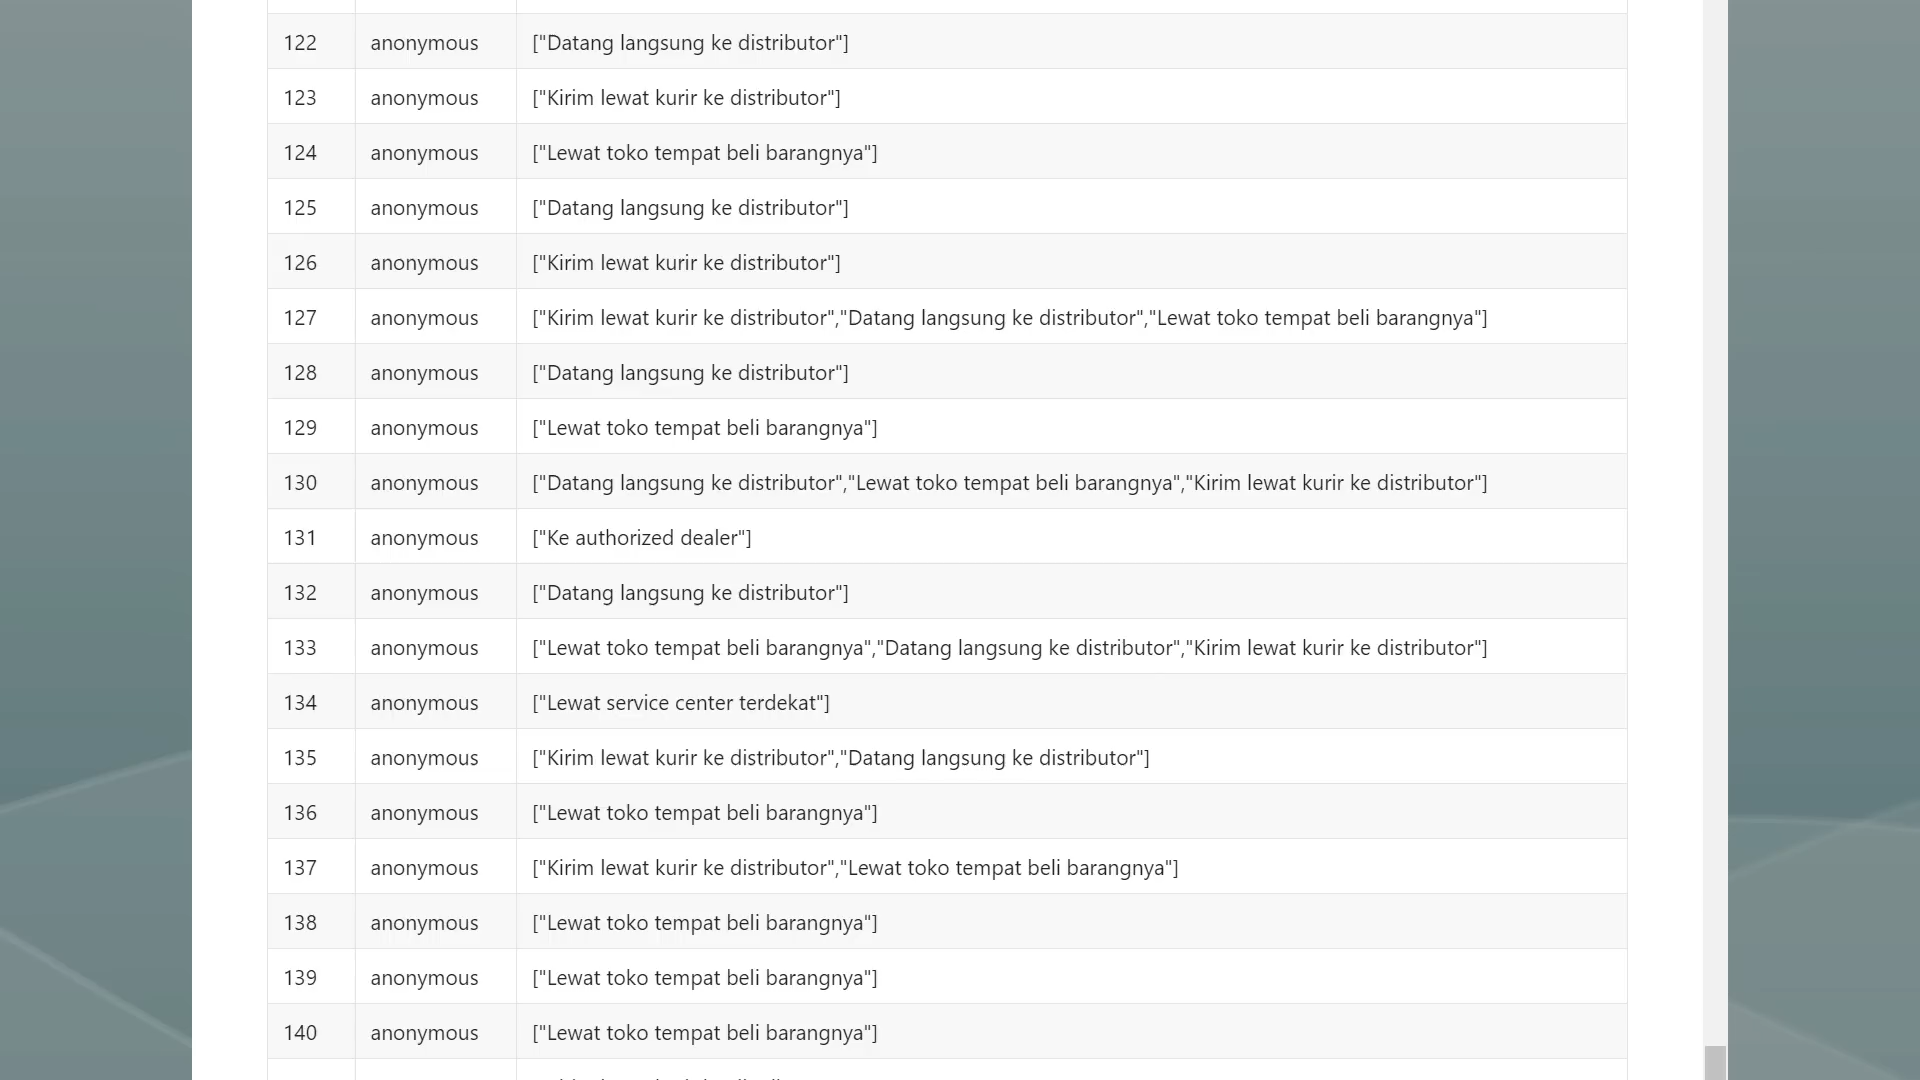 122 anonymous ["Datang langsung ke distributor"]
123 anonymous ["Kirim lewat kurir ke distributor"]
124 anonymous ["Lewat toko tempat beli barangnya"]
125 anonymous ["Datang langsung ke distributor"]
126 anonymous ["Kirim lewat kurir ke distributor"]
127 anonymous ["Kirim lewat kurir ke distributor","Datang langsung ke distributor","Lewat toko tempat beli barangnya"]
128 anonymous ["Datang langsung ke distributor"]
129 anonymous ["Lewat toko tempat beli barangnya"]
130 anonymous ["Datang langsung ke distributor","Lewat toko tempat beli barangnya","Kirim lewat kurir ke distributor"]
131 anonymous ["Ke authorized dealer"]
132 anonymous ["Datang langsung ke distributor"]
133 anonymous ["Lewat toko tempat beli barangnya","Datang langsung ke distributor","Kirim lewat kurir ke distributor"]
134 anonymous ["Lewat service center terdekat"]
135 anonymous ["Kirim lewat kurir ke distributor","Datang langsung ke distributor"]
136 anonymous ["Lewat toko tempat beli barangnya"]
137 anonymous ["Kirim lewat kurir ke distributor","Lewat toko tempat beli barangnya"]
138 anonymous ["Lewat toko tempat beli barangnya"]
139 anonymous ["Lewat toko tempat beli barangnya"]
140 anonymous ["Lewat toko tempat beli barangnya"]